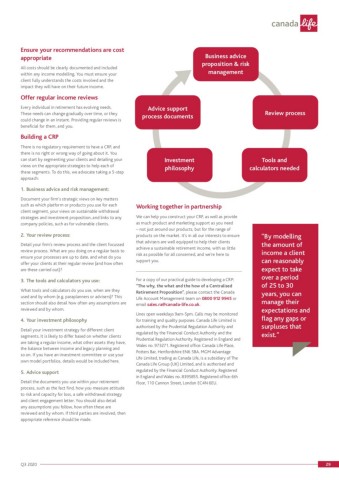 canada life
Ensure your recommendations are cost
appropriate
All costs should be clearly documented and included
within any income modelling. You must ensure your
client fully understands the costs involved and the
impact they will have on their future income.
Offer regular income reviews
Every individual in retirement has evolving needs.
These needs can change gradually over time, or they
could change in an instant. Providing regular reviews is
beneficial for them and you.
Building a CRP
There is no regulatory requirement to have a CRP, and
there is no right or wrong way of going about it. You
can start by segmenting your clients and detailing your
views on the appropriate strategies to help each of
those segments. To do this, we advocate taking a 5 step
approach:
1. Business advice and risk management:
Document your firm's strategic views on key matters
such as which platform or products you use for each
client segment, your views on sustainable withdrawal
strategies and investment proposition; and links to any
company policies, such as for vulnerable clients.
2. Your review process:
Detail your firm's review process and the client focussed
review process. What are you doing on a regular basis to
ensure your processes are up to date, and what do you
offer your clients at their regular review (and how often
are these carried out)?
3. The tools and calculators you use:
What tools and calculators do you use, when are they
used and by whom (e.g. paraplanners or advisers)? This
section should also detail how often any assumptions are
reviewed and by whom.
4. Your investment philosophy
Detail your investment strategy for different client
segments. It is likely to differ based on whether clients
are taking a regular income, what other assets they have,
the balance between income and legacy planning and
so on. If you have an investment committee or use your
own model portfolios, details would be included here.
5. Advice support
Detail the documents you use within your retirement
process, such as the fact find, how you measure attitude
to risk and capacity for loss, a safe withdrawal strategy
and client engagement letter. You should also detail
any assumptions you follow, how often these are
reviewed and by whom. If third parties are involved, then
appropriate reference should be made.
Business advice
proposition & risk
management
Advice support
process documents
Review process
Investment
philosophy
Tools and
calculators needed
Working together in partnership
We can help you construct your CRP, as well as provide
as much product and marketing support as you need
– not just around our products, but for the range of
products on the market - it's in all our interests to ensure
that advisers are well equipped to help their clients
achieve a sustainable retirement income, with as little
risk as possible for all concerned, and we're here to
support you.
For a copy of our practical guide to developing a CRP:
"The why, the what and the how of a Centralised
Retirement Proposition", please contact the Canada
Life Account Management team on 0800 912 9945 or
email sales.ra@canada-life.co.uk
Lines open weekdays 9am-5pm. Calls may be monitored
for training and quality purposes. Canada Life Limited is
authorised by the Prudential Regulation Authority and
regulated by the Financial Conduct Authority and the
Prudential Regulation Authority. Registered in England and
Wales no. 973271. Registered office: Canada Life Place,
Potters Bar, Hertfordshire EN6 5BA. MGM Advantage
Life Limited, trading as Canada Life, is a subsidiary of The
Canada Life Group (UK) Limited, and is authorised and
regulated by the Financial Conduct Authority. Registered
in England and Wales no. 8395855. Registered office 6th
Floor, 110 Cannon Street, London EC4N 6EU.
"By modelling
the amount of
income a client
can reasonably
expect to take
over a period
of 25 to 30
years, you can
manage their
expectations and
flag any gaps or
surpluses that
exist."
Q3 2020
29